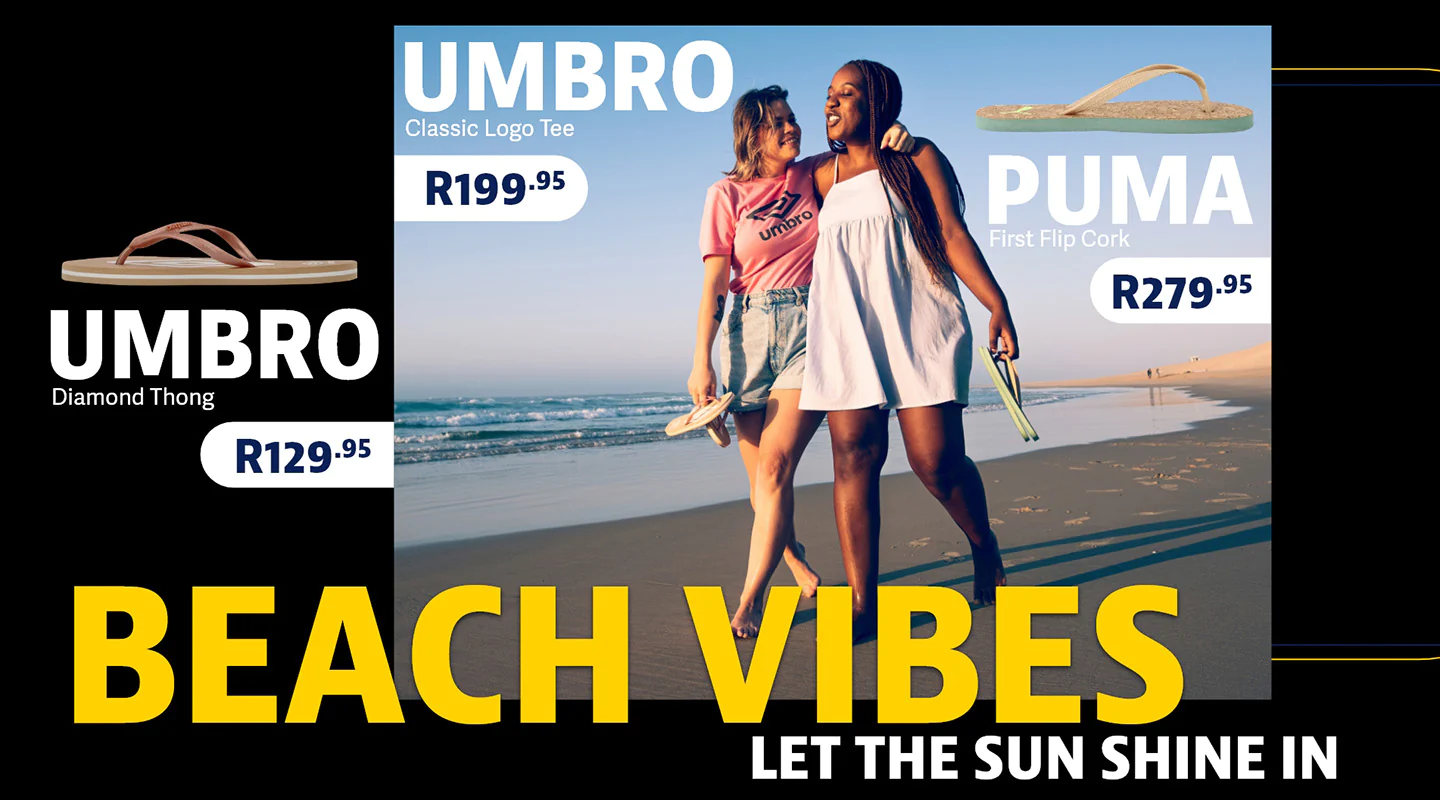 UMBRO
Classic Logo Tee
R199.95
umbro
PUMA
First Flip Cork
R279.95
UMBRO
Diamond Thong
R129.95
BEACH VIBES
LET THE SUN SHINE IN